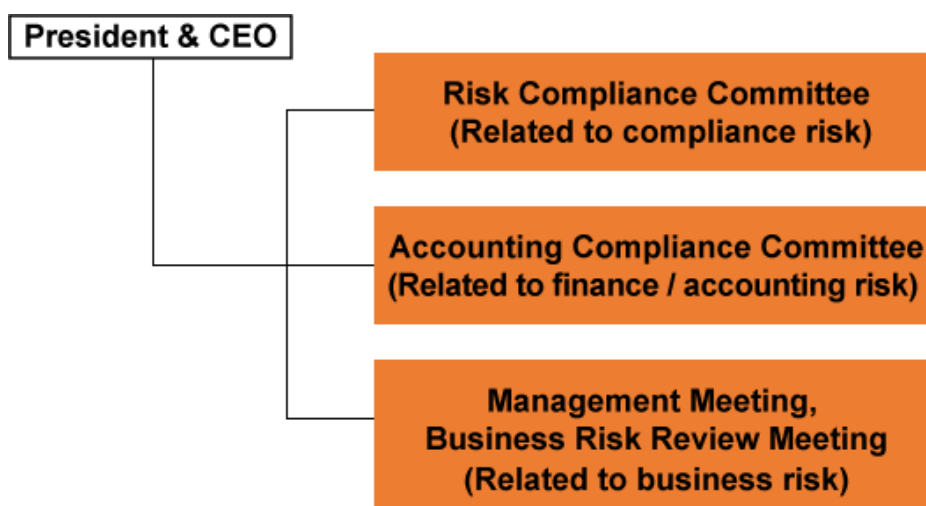 President & CEO
Risk Compliance Committee
(Related to compliance risk)
Accounting Compliance Committee
(Related to finance / accounting risk)
Management Meeting,
Business Risk Review Meeting
(Related to business risk)